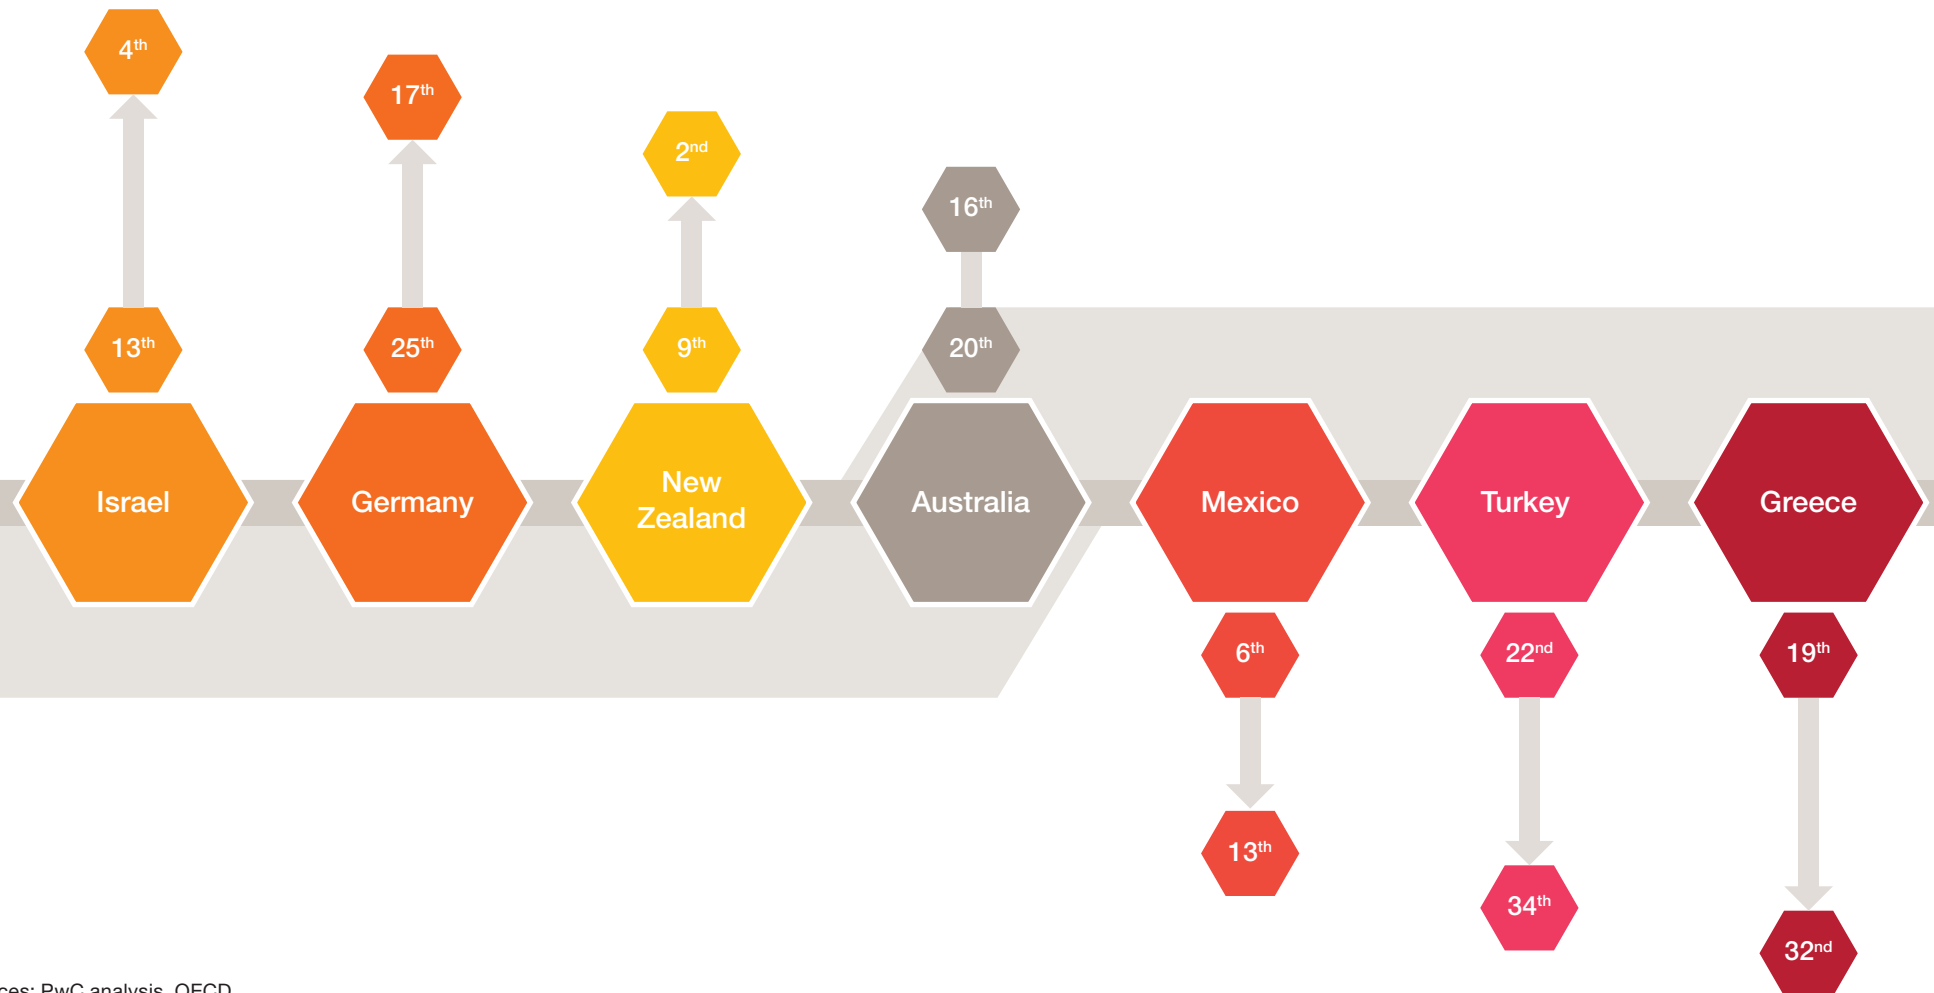 4th
17th
2nd
16th
13th
25th
9th
20th
Israel
Germany
New
Zealand
Australia
Mexico
Turkey
Greece
6th
22nd
19th
13th
34th
32nd
PwC analysis, OECD